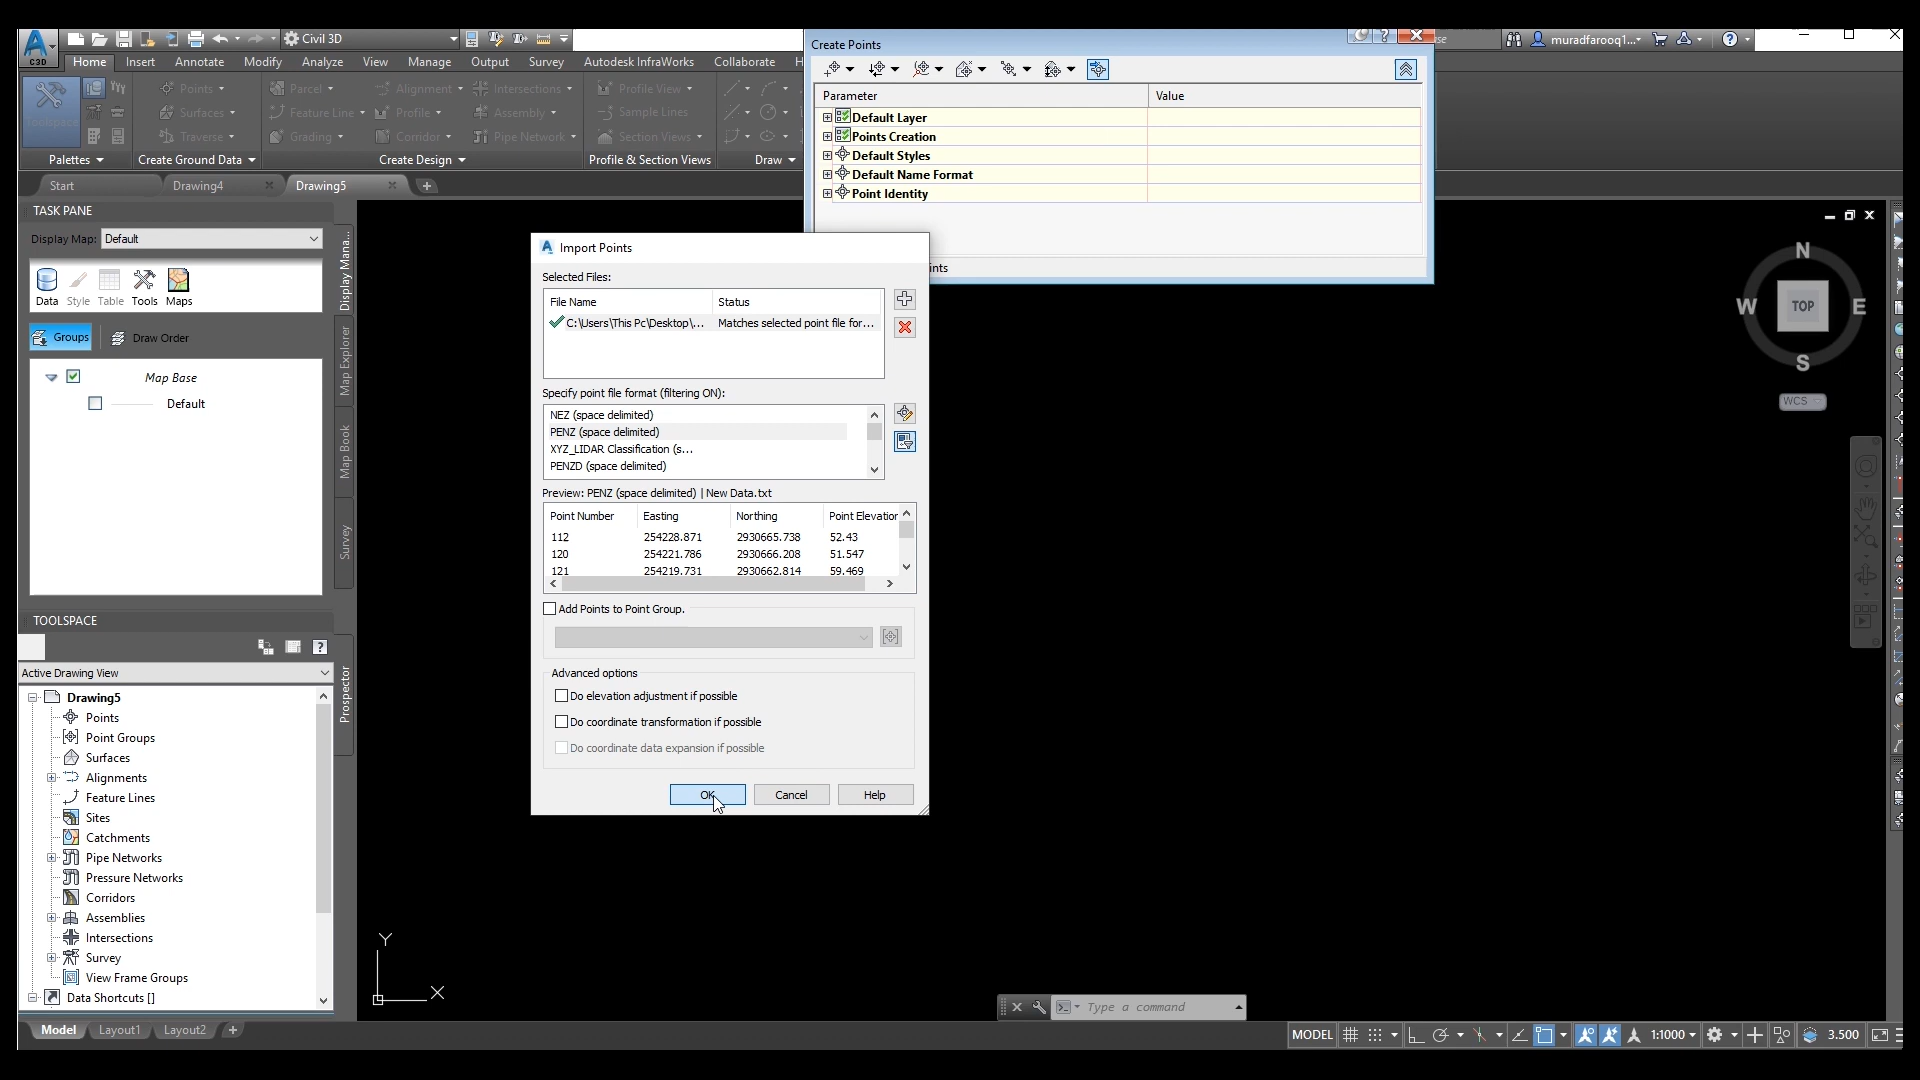 C3D
Civil 3D
Create Points
muradfarooq1...
Home Insert Annotate Modify Analyze View Manage Output Survey Autodesk InfraWorks Collaborate H
Points Parcel Alignment Intersections Profile View
Surfaces Feature Line Profile Assembly Sample Lines
Traverse Grading Corridor Pipe Network Section Views
Palettes Create Ground Data Create Design Profile & Section Views Draw
Parameter Value
Default Layer
Points Creation
Default Styles
Default Name Format
Point Identity
ints
Start Drawing4 Drawing5
TASK PANE
Display Map: Default
Data Style Table Tools Maps
Groups Draw Order
Map Base
Default
Display Mana...
Map Explorer
Map Book
Survey
Import Points
Selected Files:
File Name Status
C:\Users\This Pc\Desktop\... Matches selected point file for...
Specify point file format (filtering ON):
NEZ (space delimited)
PENZ (space delimited)
XYZ_LIDAR Classification (s...
PENZD (space delimited)
Preview: PENZ (space delimited) | New Data.txt
Point Number Easting Northing Point Elevation
112 254228.871 2930665.738 52.43
120 254221.786 2930666.208 51.547
121 254219.731 2930662.814 59.469
Add Points to Point Group.
Advanced options
Do elevation adjustment if possible
Do coordinate transformation if possible
Do coordinate data expansion if possible
OK Cancel Help
N
W TOP E
S
WCS
TOOLSPACE
Active Drawing View
Prospector
Drawing5
Points
Point Groups
Surfaces
Alignments
Feature Lines
Sites
Catchments
Pipe Networks
Pressure Networks
Corridors
Assemblies
Intersections
Survey
View Frame Groups
Data Shortcuts []
Y
X
Type a command
Model Layout1 Layout2 +
MODEL 1:1000 3.500